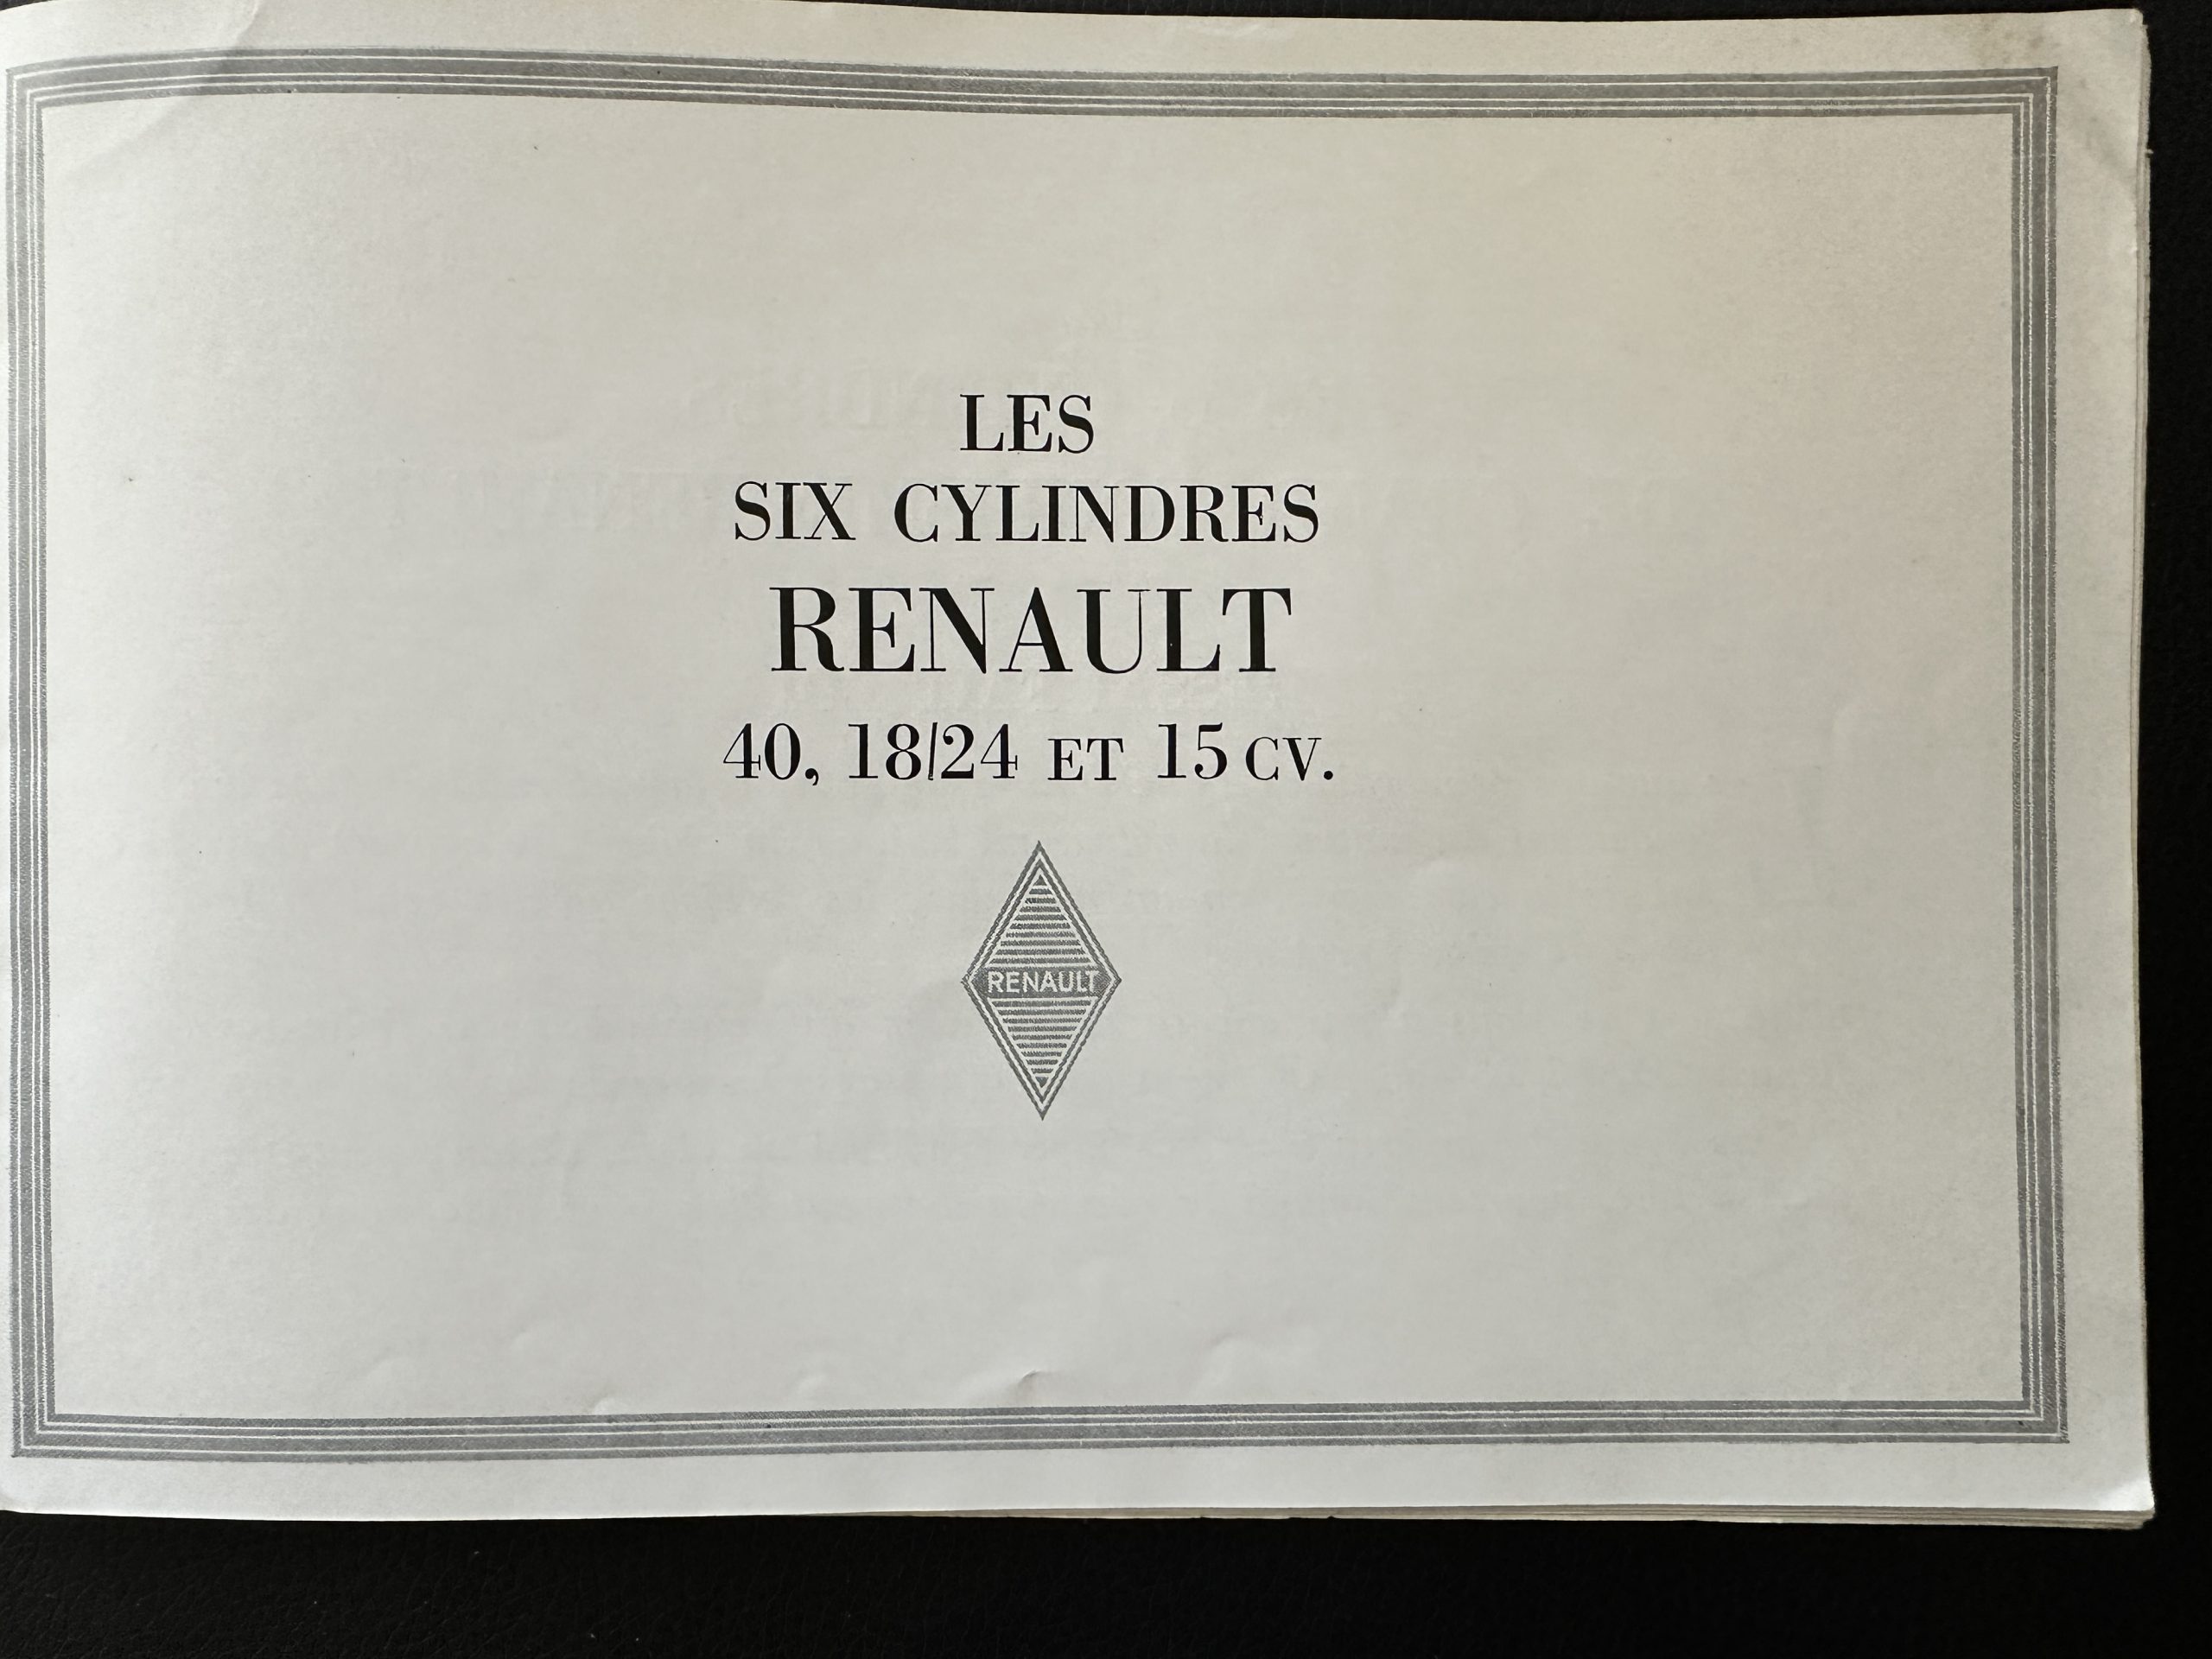 LES
SIX CYLINDRES
RENAULT
40, 18/24 ET 15 CV.
RENAULT